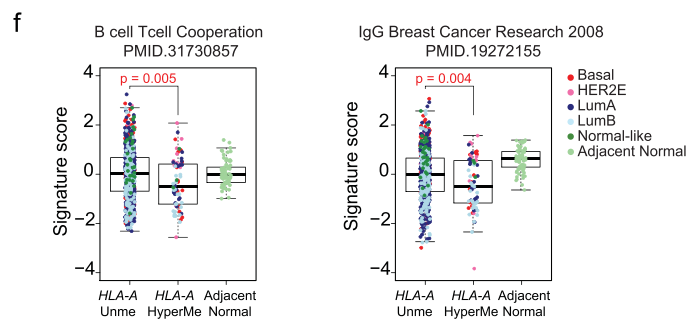 f
B cell Tcell Cooperation
PMID.31730857
p = 0.005
Signature score
4
2
0
−2
−4
HLA-A
Unme
HLA-A
HyperMe
Adjacent
Normal
IgG Breast Cancer Research 2008
PMID.19272155
p = 0.004
Signature score
4
2
0
−2
−4
HLA-A
Unme
HLA-A
HyperMe
Adjacent
Normal
Basal
HER2E
LumA
LumB
Normal-like
Adjacent Normal